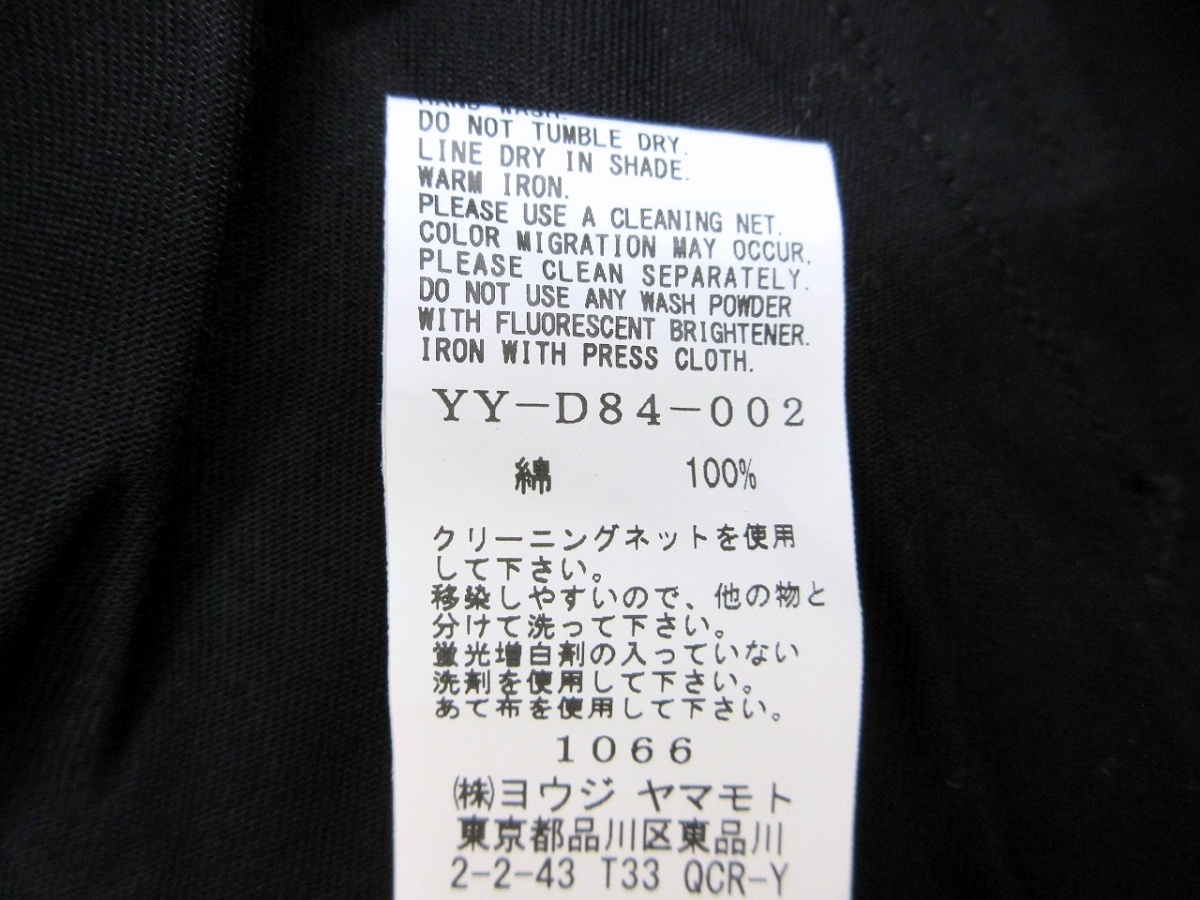 HAND WASH.
DO NOT TUMBLE DRY.
LINE DRY IN SHADE.
WARM IRON.
PLEASE USE A CLEANING NET.
COLOR MIGRATION MAY OCCUR,
PLEASE CLEAN SEPARATELY.
DO NOT USE ANY WASH POWDER
WITH FLUORESCENT BRIGHTENER.
IRON WITH PRESS CLOTH.
YY-D84-002
綿 100%
クリーニングネットを使用
して下さい。
移染しやすいので、他の物と
分けて洗って下さい。
蛍光増白剤の入っていない
洗剤を使用して下さい。
あて布を使用して下さい。
1066
㈱ヨウジ ヤマモト
東京都品川区東品川
2-2-43 T33 QCR-Y